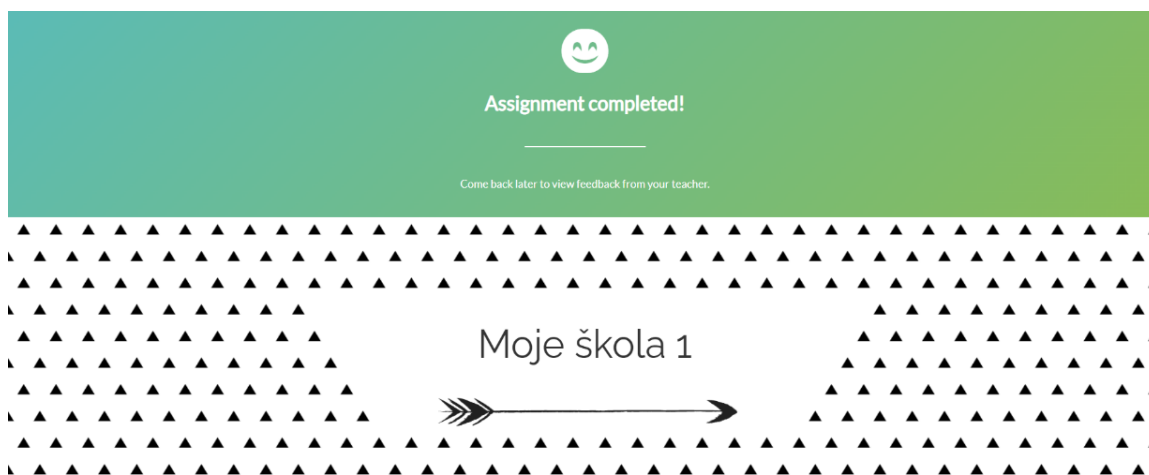 Assignment completed!
Come back later to view feedback from your teacher.
Moje škola 1